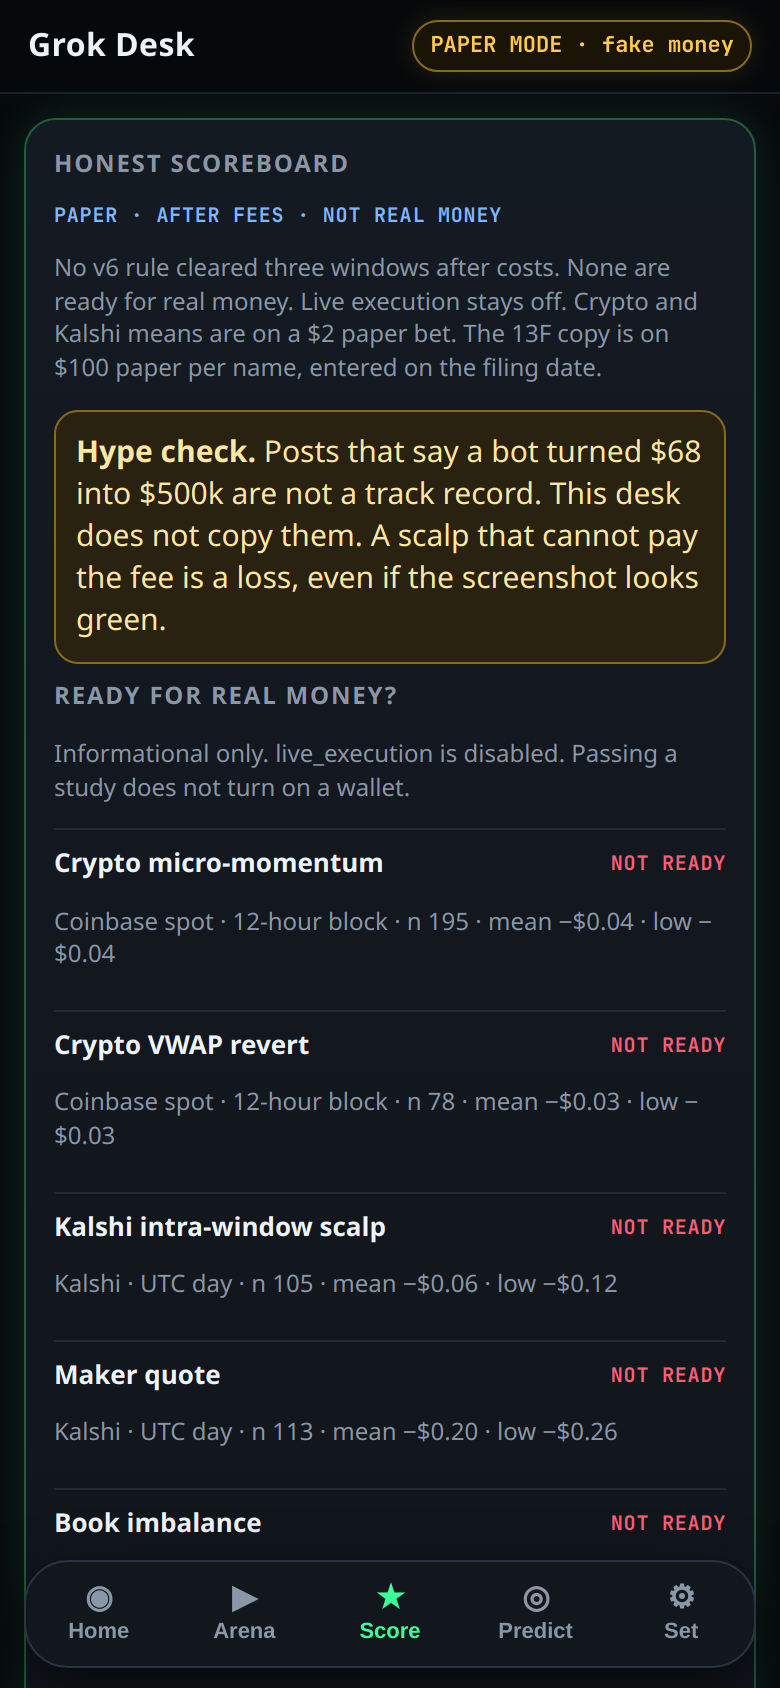 Grok Desk
PAPER MODE · fake money
HONEST SCOREBOARD
PAPER · AFTER FEES · NOT REAL MONEY
No v6 rule cleared three windows after costs. None are
ready for real money. Live execution stays off. Crypto and
Kalshi means are on a $2 paper bet. The 13F copy is on
$100 paper per name, entered on the filing date.
Hype check. Posts that say a bot turned $68
into $500k are not a track record. This desk
does not copy them. A scalp that cannot pay
the fee is a loss, even if the screenshot looks
green.
READY FOR REAL MONEY?
Informational only. live_execution is disabled. Passing a
study does not turn on a wallet.
Crypto micro-momentum
NOT READY
Coinbase spot · 12-hour block · n 195 · mean −$0.04 · low −
$0.04
Crypto VWAP revert
NOT READY
Coinbase spot · 12-hour block · n 78 · mean −$0.03 · low −
$0.03
Kalshi intra-window scalp
NOT READY
Kalshi · UTC day · n 105 · mean −$0.06 · low −$0.12
Maker quote
NOT READY
Kalshi · UTC day · n 113 · mean −$0.20 · low −$0.26
Book imbalance
NOT READY
Home
Arena
Score
Predict
Set